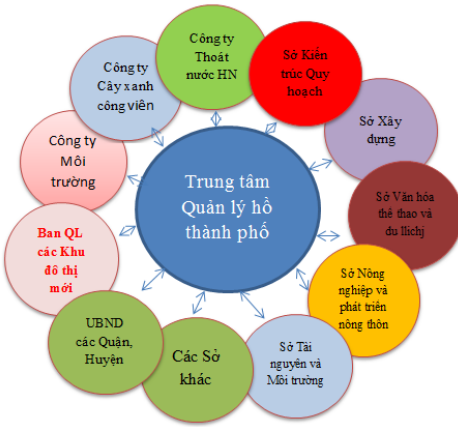 Trung tâm
Quản lý hồ
thành phố
Công ty
Thoát
nước HN
Sở Kiến
trúc Quy
hoạch
Sở Xây
dựng
Sở Văn hóa
thể thao và
du llichj
Sở Nông
nghiệp và
phát triển
nông thôn
Sở Tài
nguyên và
Môi trường
Các Sở
khác
UBND
các Quận,
Huyện
Ban QL
các Khu
đô thị
mới
Công ty
Môi
trường
Công ty
Cây xanh
công viên